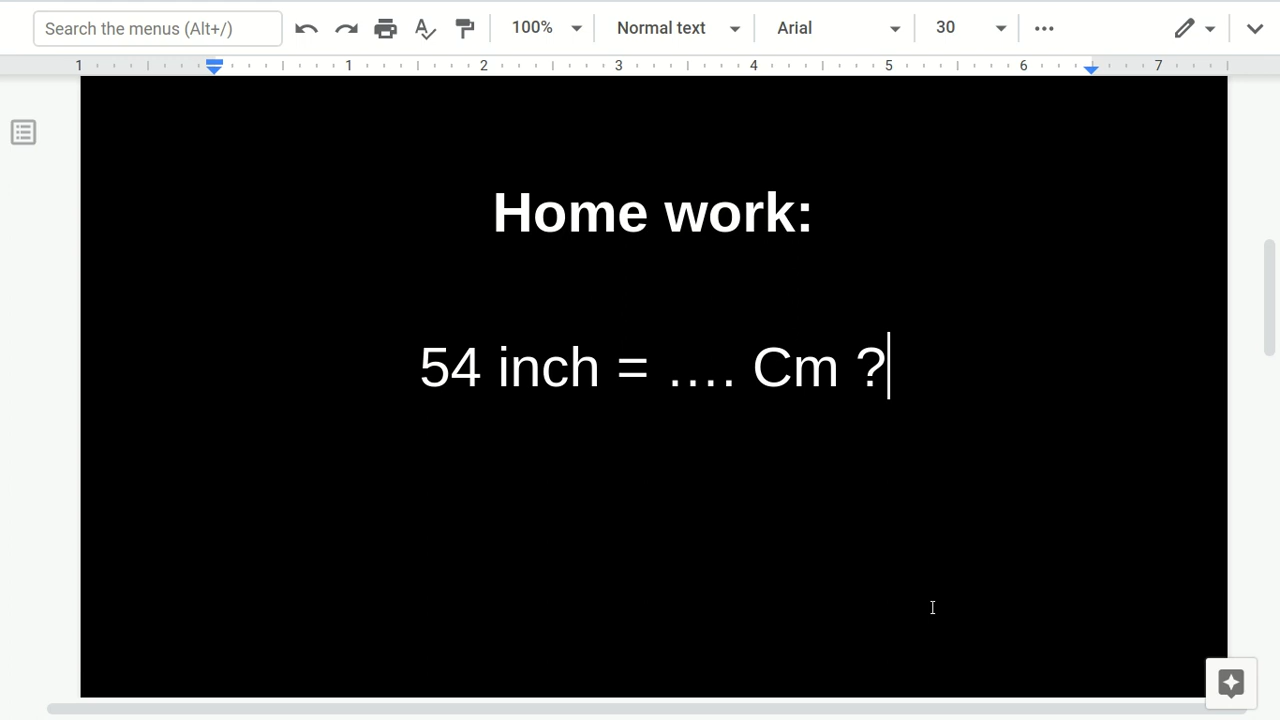 Search the menus (Alt+/)
100%
Normal text
Arial
30
1 1 2 3 4 5 6 7
Home work:
54 inch = .... Cm ?